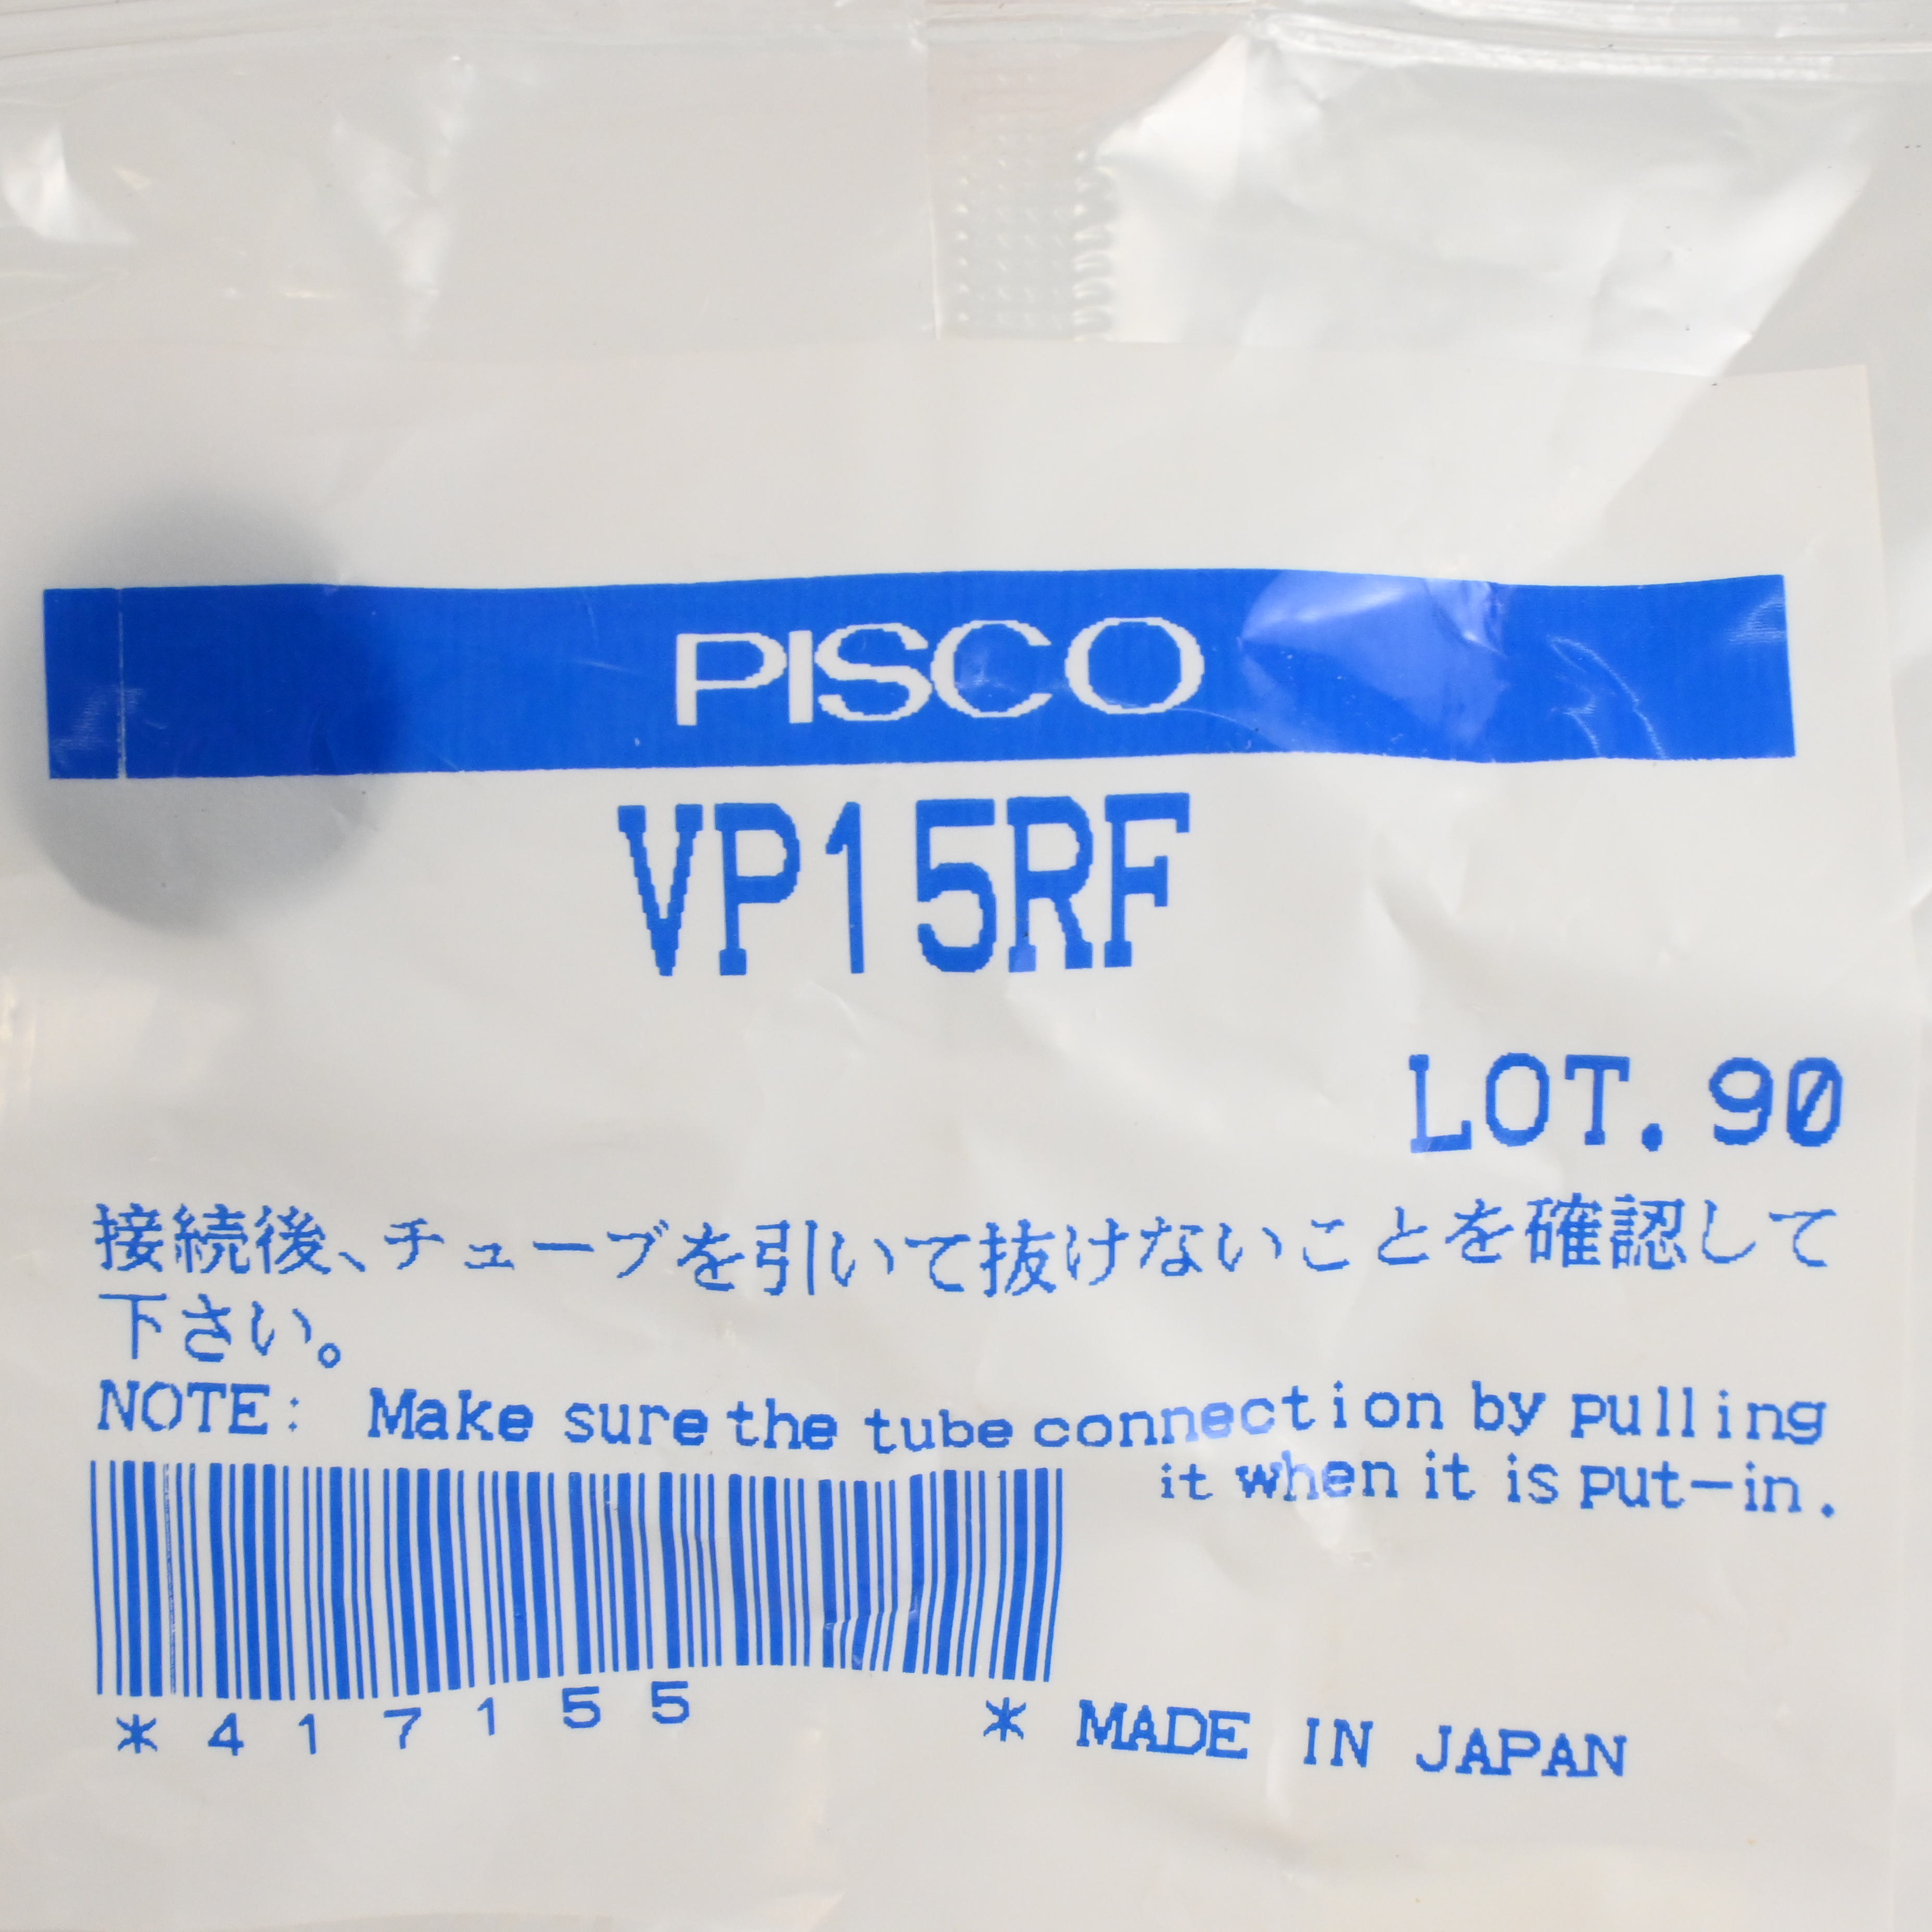 PISCO
VP15RF
LOT.90
接続後、チューブを引いて抜けないことを確認して
下さい。
NOTE: Make sure the tube connection by pulling
it when it is put-in.
*417155 *
MADE IN JAPAN